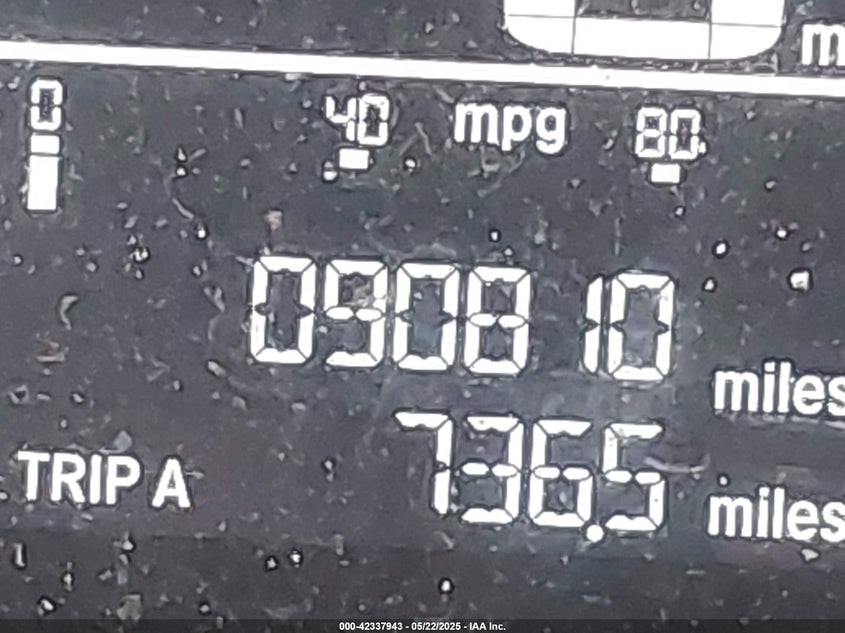 0 40 mpg 80
090810 miles
TRIP A 736.5 miles
000-42337943 - 05/22/2025 - IAA Inc.